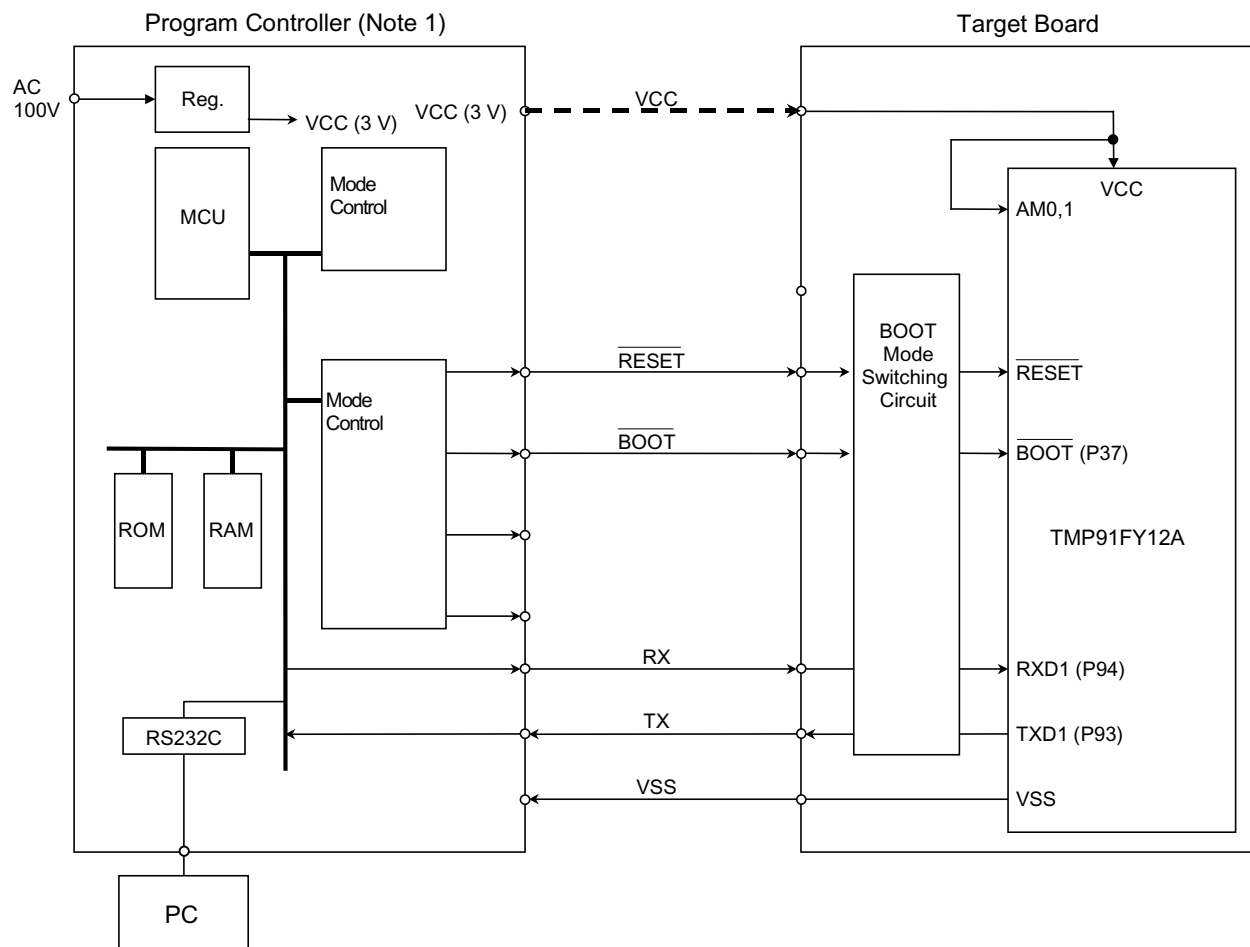 Program Controller (Note 1)
Target Board
AC
100V
Reg.
VCC (3 V)
VCC (3 V)
VCC
VCC
AM0,1
MCU
Mode
Control
BOOT
Mode
Switching
Circuit
RESET
RESET
Mode
Control
BOOT
BOOT (P37)
ROM
RAM
TMP91FY12A
RX
RXD1 (P94)
RS232C
TX
TXD1 (P93)
VSS
VSS
PC